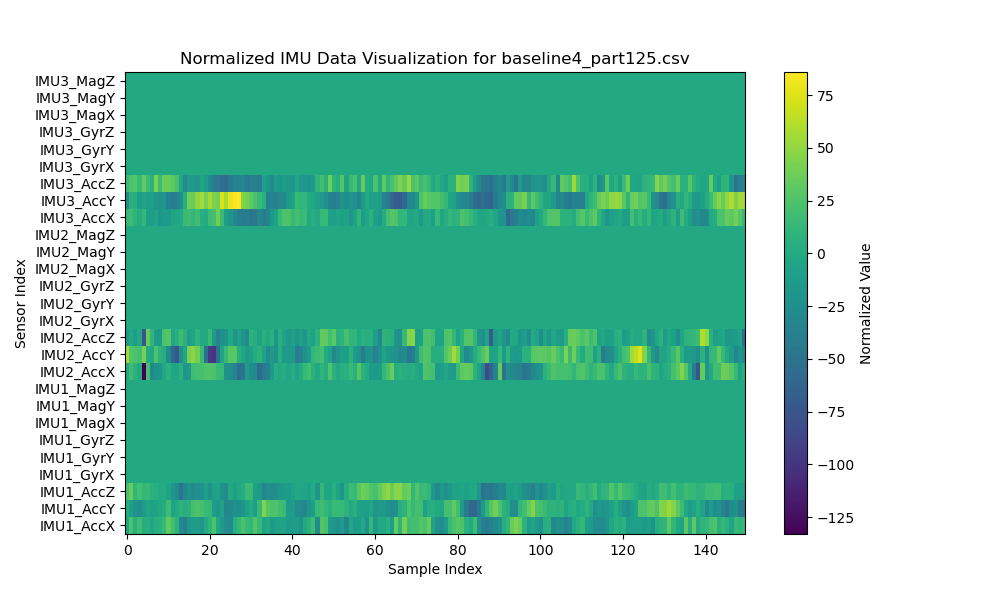 Normalized IMU Data Visualization for baseline4_part125.csv
IMU3_MagZ
IMU3_MagY
IMU3_MagX
IMU3_GyrZ
IMU3_GyrY
IMU3_GyrX
IMU3_AccZ
IMU3_AccY
IMU3_AccX
IMU2_MagZ
IMU2_MagY
IMU2_MagX
IMU2_GyrZ
IMU2_GyrY
IMU2_GyrX
IMU2_AccZ
IMU2_AccY
IMU2_AccX
IMU1_MagZ
IMU1_MagY
IMU1_MagX
IMU1_GyrZ
IMU1_GyrY
IMU1_GyrX
IMU1_AccZ
IMU1_AccY
IMU1_AccX
Sensor Index
0 20 40 60 80 100 120 140
Sample Index
75
50
25
0
−25
−50
−75
−100
−125
Normalized Value